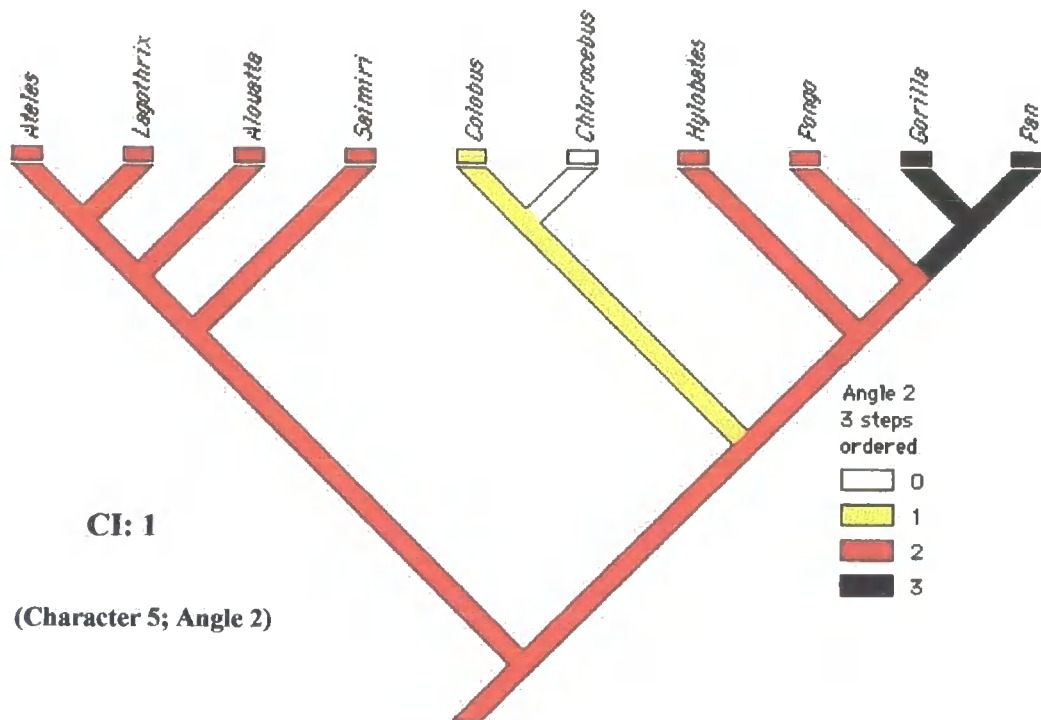 Ateles
Lagothrix
Alouatta
Saimiri
Colobus
Chlorocebus
Hylobates
Pongo
Gorilla
Pan
Angle 2
3 steps
ordered
0
1
2
3
CI: 1
(Character 5; Angle 2)